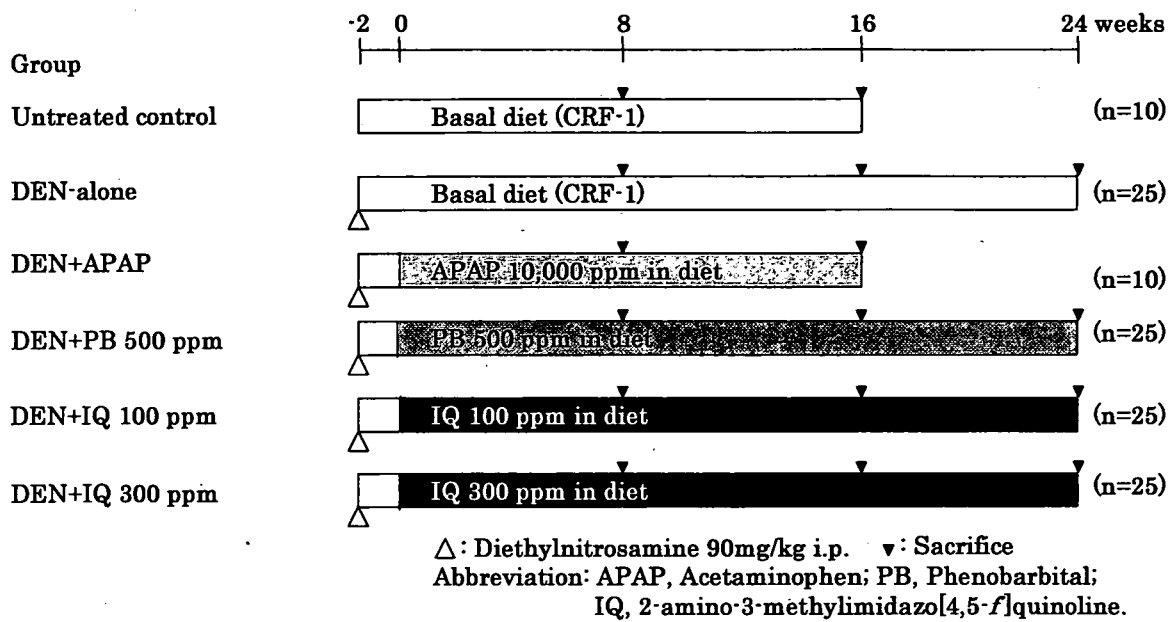 -2 0 8 16 24 weeks
Group
Untreated control Basal diet (CRF-1) (n=10)
DEN-alone Basal diet (CRF-1) (n=25)
DEN+APAP APAP 10,000 ppm in diet (n=10)
DEN+PB 500 ppm PB 500 ppm in diet (n=25)
DEN+IQ 100 ppm IQ 100 ppm in diet (n=25)
DEN+IQ 300 ppm IQ 300 ppm in diet (n=25)
△: Diethylnitrosamine 90mg/kg i.p. ▼: Sacrifice
Abbreviation: APAP, Acetaminophen; PB, Phenobarbital;
IQ, 2-amino-3-methylimidazo[4,5-f]quinoline.